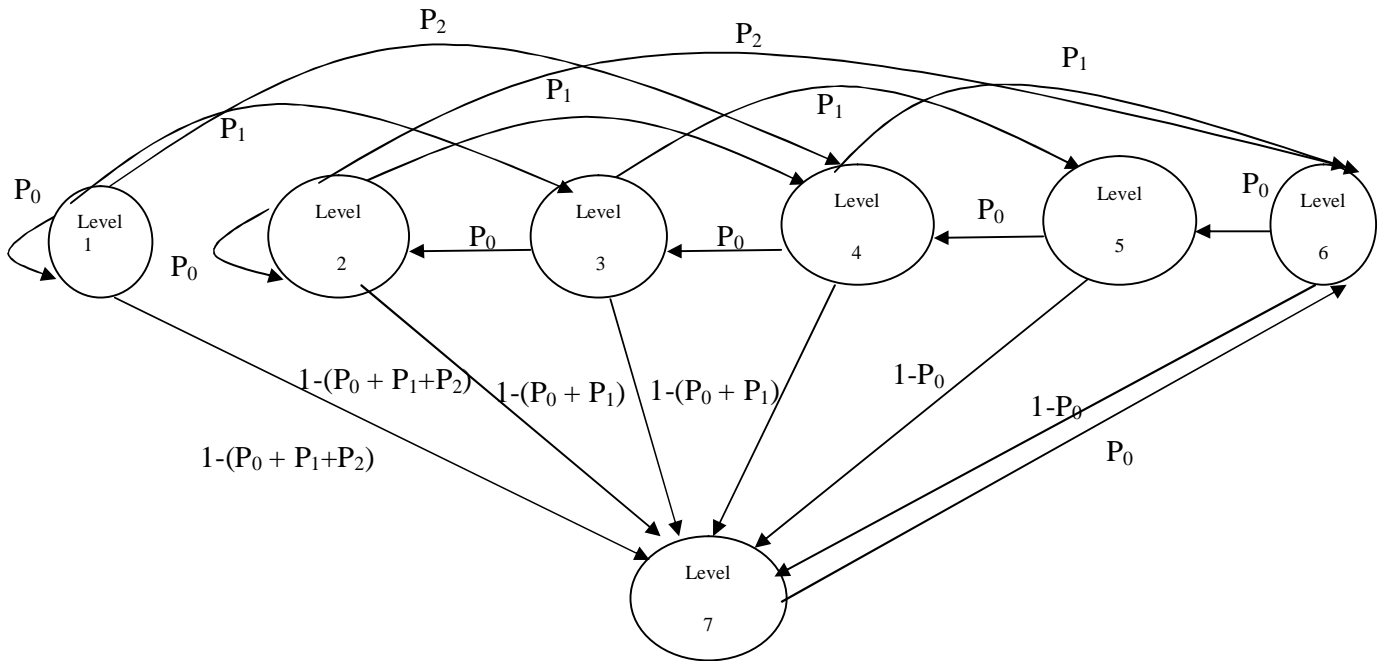 P₂
P₂
P₁
P₁
P₁
P₁
P₀
Level
1
P₀
Level
2
P₀
Level
3
P₀
Level
4
P₀
Level
5
P₀
Level
6
1-(P₀ + P₁+P₂)
1-(P₀ + P₁)
1-(P₀ + P₁)
1-P₀
1-P₀
P₀
1-(P₀ + P₁+P₂)
Level
7